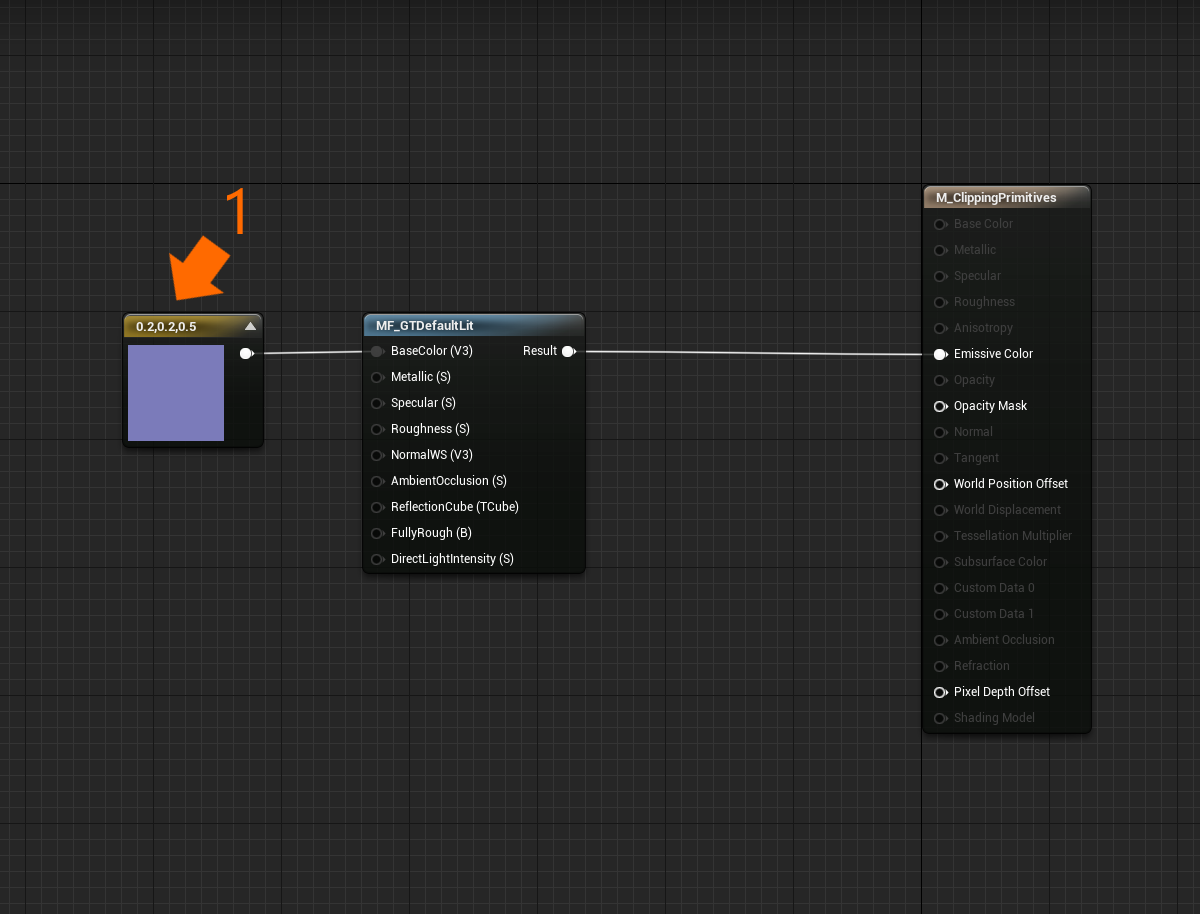 1
0.2,0.2,0.5
MF_GTDefaultLit
BaseColor (V3)
Result
Metallic (S)
Specular (S)
Roughness (S)
NormalWS (V3)
AmbientOcclusion (S)
ReflectionCube (TCube)
FullyRough (B)
DirectLightIntensity (S)
M_ClippingPrimitives
Base Color
Metallic
Specular
Roughness
Anisotropy
Emissive Color
Opacity
Opacity Mask
Normal
Tangent
World Position Offset
World Displacement
Tessellation Multiplier
Subsurface Color
Custom Data 0
Custom Data 1
Ambient Occlusion
Refraction
Pixel Depth Offset
Shading Model